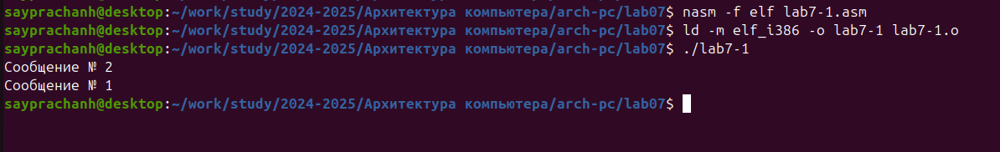 sayprachanh@desktop:~/work/study/2024-2025/Архитектура компьютера/arch-pc/lab07$ nasm -f elf lab7-1.asm
sayprachanh@desktop:~/work/study/2024-2025/Архитектура компьютера/arch-pc/lab07$ ld -m elf_i386 -o lab7-1 lab7-1.o
sayprachanh@desktop:~/work/study/2024-2025/Архитектура компьютера/arch-pc/lab07$ ./lab7-1
Сообщение № 2
Сообщение № 1
sayprachanh@desktop:~/work/study/2024-2025/Архитектура компьютера/arch-pc/lab07$